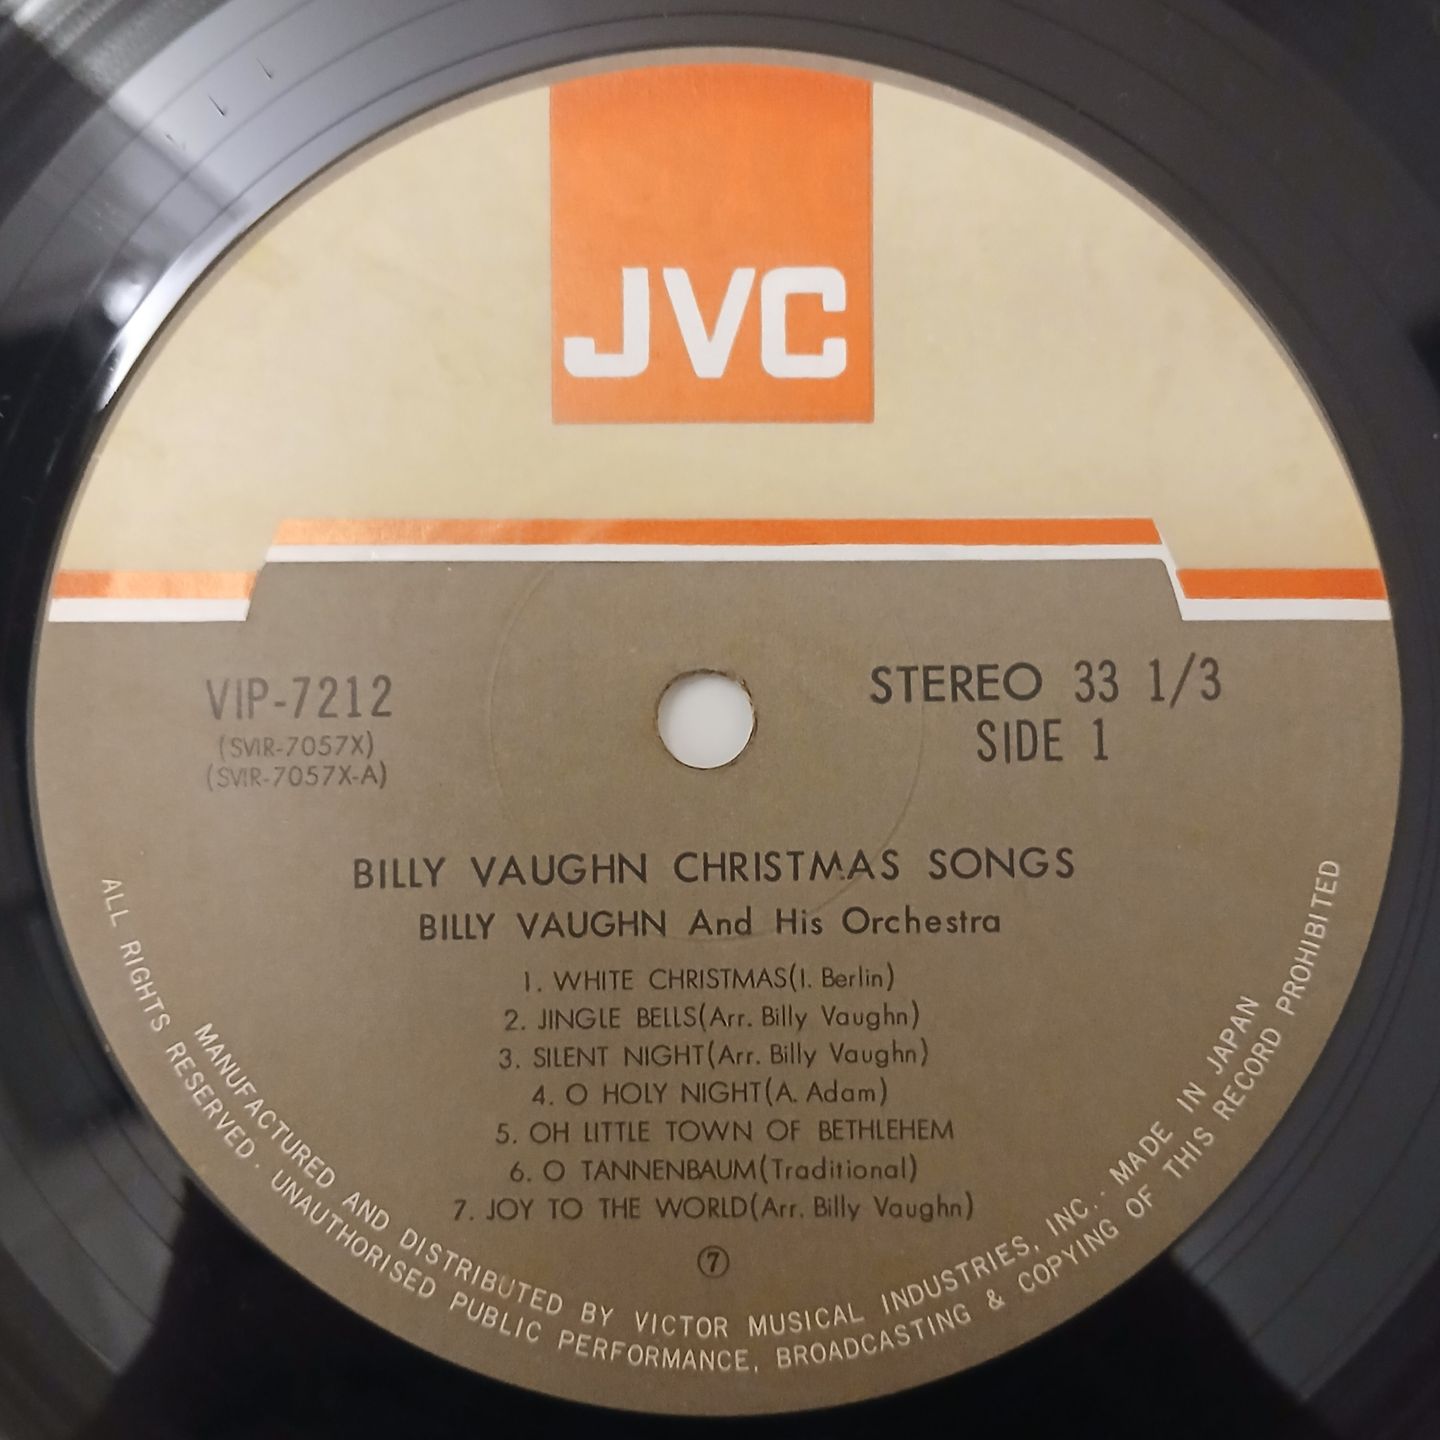 JVC
VIP-7212
(SVIR-7057X)
(SVIR-7057X-A)
STEREO 33 1/3
SIDE 1
BILLY VAUGHN CHRISTMAS SONGS
BILLY VAUGHN And His Orchestra
1. WHITE CHRISTMAS(I. Berlin)
2. JINGLE BELLS(Arr. Billy Vaughn)
3. SILENT NIGHT(Arr. Billy Vaughn)
4. O HOLY NIGHT(A. Adam)
5. OH LITTLE TOWN OF BETHLEHEM
6. O TANNENBAUM(Traditional)
7. JOY TO THE WORLD(Arr. Billy Vaughn)
⑦
MANUFACTURED AND DISTRIBUTED BY VICTOR MUSICAL INDUSTRIES, INC. · MADE IN JAPAN
ALL RIGHTS RESERVED · UNAUTHORISED PUBLIC PERFORMANCE, BROADCASTING & COPYING OF THIS RECORD PROHIBITED